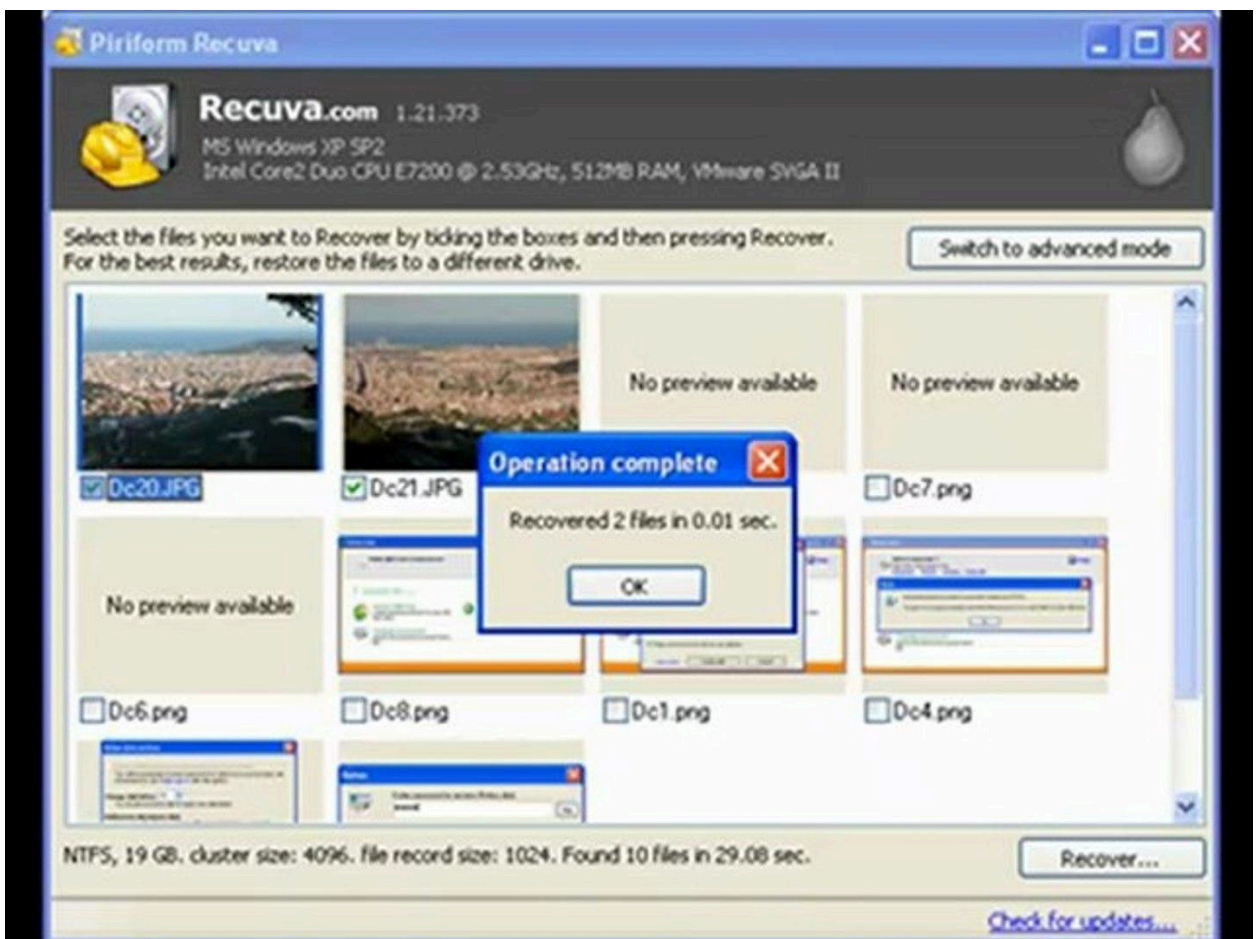 Piriform Recuva
Recuva.com 1.21.373
MS Windows XP SP2
Intel Core2 Duo CPU E7200 @ 2.53GHz, 512MB RAM, VMware SVGA II
Select the files you want to Recover by ticking the boxes and then pressing Recover.
For the best results, restore the files to a different drive.
Switch to advanced mode
No preview available
No preview available
Dc20.JPG
Dc21.JPG
Dc7.png
Operation complete
Recovered 2 files in 0.01 sec.
OK
No preview available
Dc6.png
Dc8.png
Dc1.png
Dc4.png
NTFS, 19 GB. cluster size: 4096. file record size: 1024. Found 10 files in 29.08 sec.
Recover...
Check for updates...